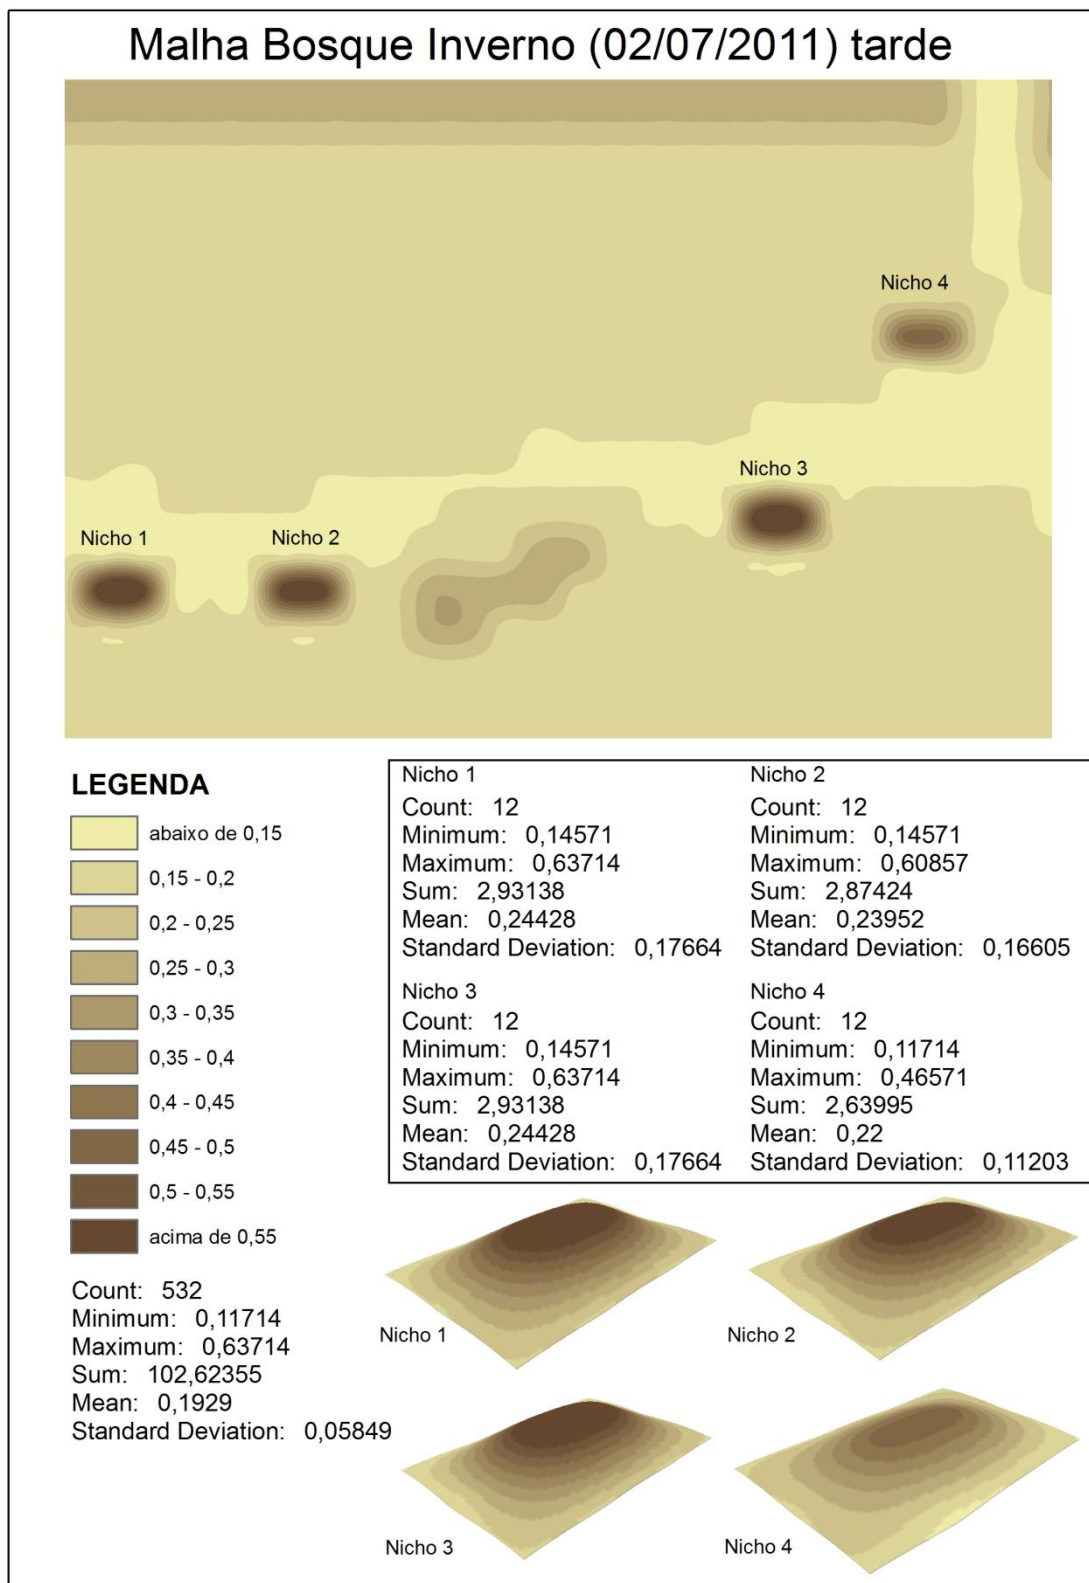 Malha Bosque Inverno (02/07/2011) tarde
Nicho 4
Nicho 3
Nicho 1
Nicho 2
LEGENDA
abaixo de 0,15
0,15 - 0,2
0,2 - 0,25
0,25 - 0,3
0,3 - 0,35
0,35 - 0,4
0,4 - 0,45
0,45 - 0,5
0,5 - 0,55
acima de 0,55
Count: 532
Minimum: 0,11714
Maximum: 0,63714
Sum: 102,62355
Mean: 0,1929
Standard Deviation: 0,05849
Nicho 1
Count: 12
Minimum: 0,14571
Maximum: 0,63714
Sum: 2,93138
Mean: 0,24428
Standard Deviation: 0,17664
Nicho 2
Count: 12
Minimum: 0,14571
Maximum: 0,60857
Sum: 2,87424
Mean: 0,23952
Standard Deviation: 0,16605
Nicho 3
Count: 12
Minimum: 0,14571
Maximum: 0,63714
Sum: 2,93138
Mean: 0,24428
Standard Deviation: 0,17664
Nicho 4
Count: 12
Minimum: 0,11714
Maximum: 0,46571
Sum: 2,63995
Mean: 0,22
Standard Deviation: 0,11203
Nicho 1
Nicho 2
Nicho 3
Nicho 4